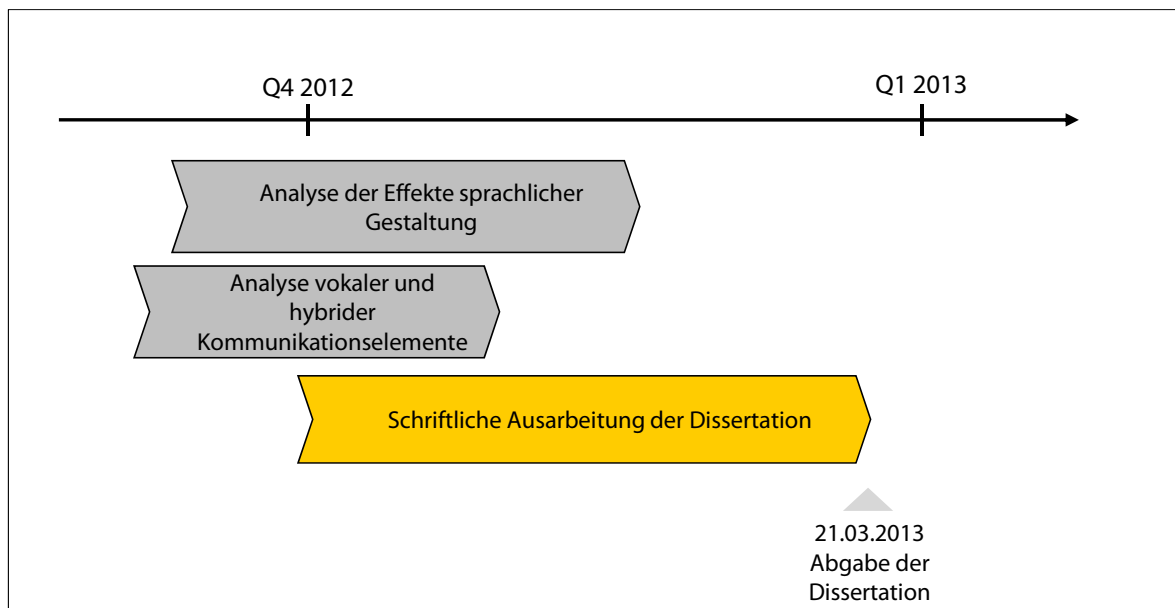 Q4 2012
Q1 2013
Analyse der Effekte sprachlicher
Gestaltung
Analyse vokaler und
hybrider
Kommunikationselemente
Schriftliche Ausarbeitung der Dissertation
21.03.2013
Abgabe der
Dissertation